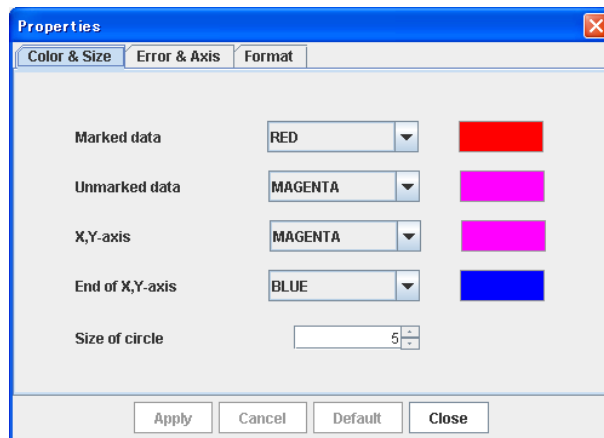 Properties
Color & Size Error & Axis Format
Marked data RED
Unmarked data MAGENTA
X,Y-axis MAGENTA
End of X,Y-axis BLUE
Size of circle 5
Apply Cancel Default Close